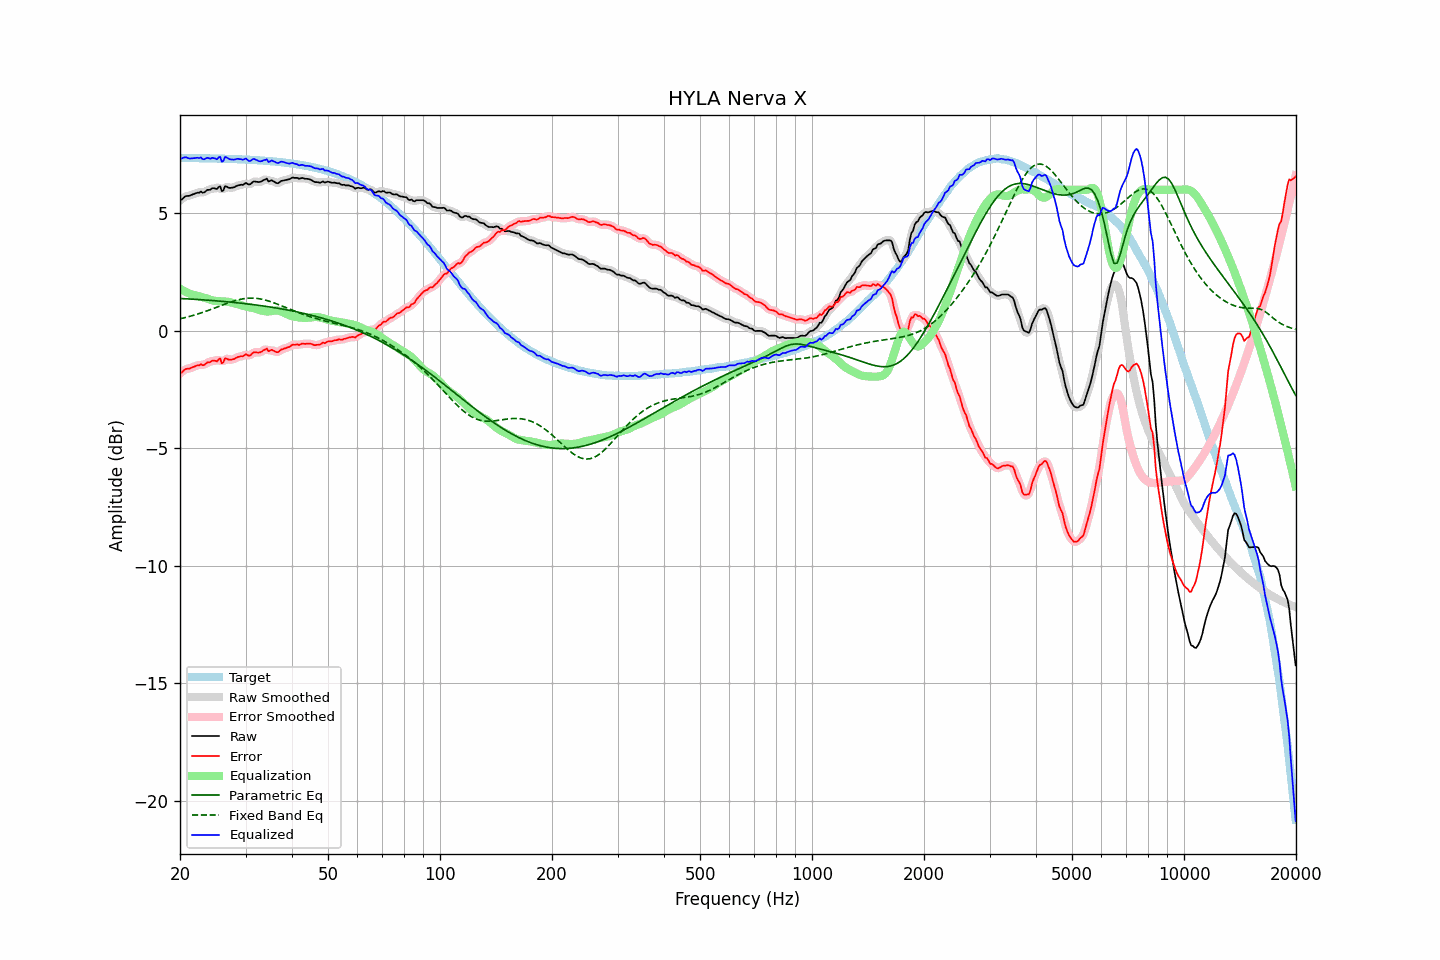 HYLA Nerva X
Amplitude (dBr)
5
0
−5
−10
−15
−20
Target
Raw Smoothed
Error Smoothed
Raw
Error
Equalization
Parametric Eq
Fixed Band Eq
Equalized
20 50 100 200 500 1000 2000 5000 10000 20000
Frequency (Hz)